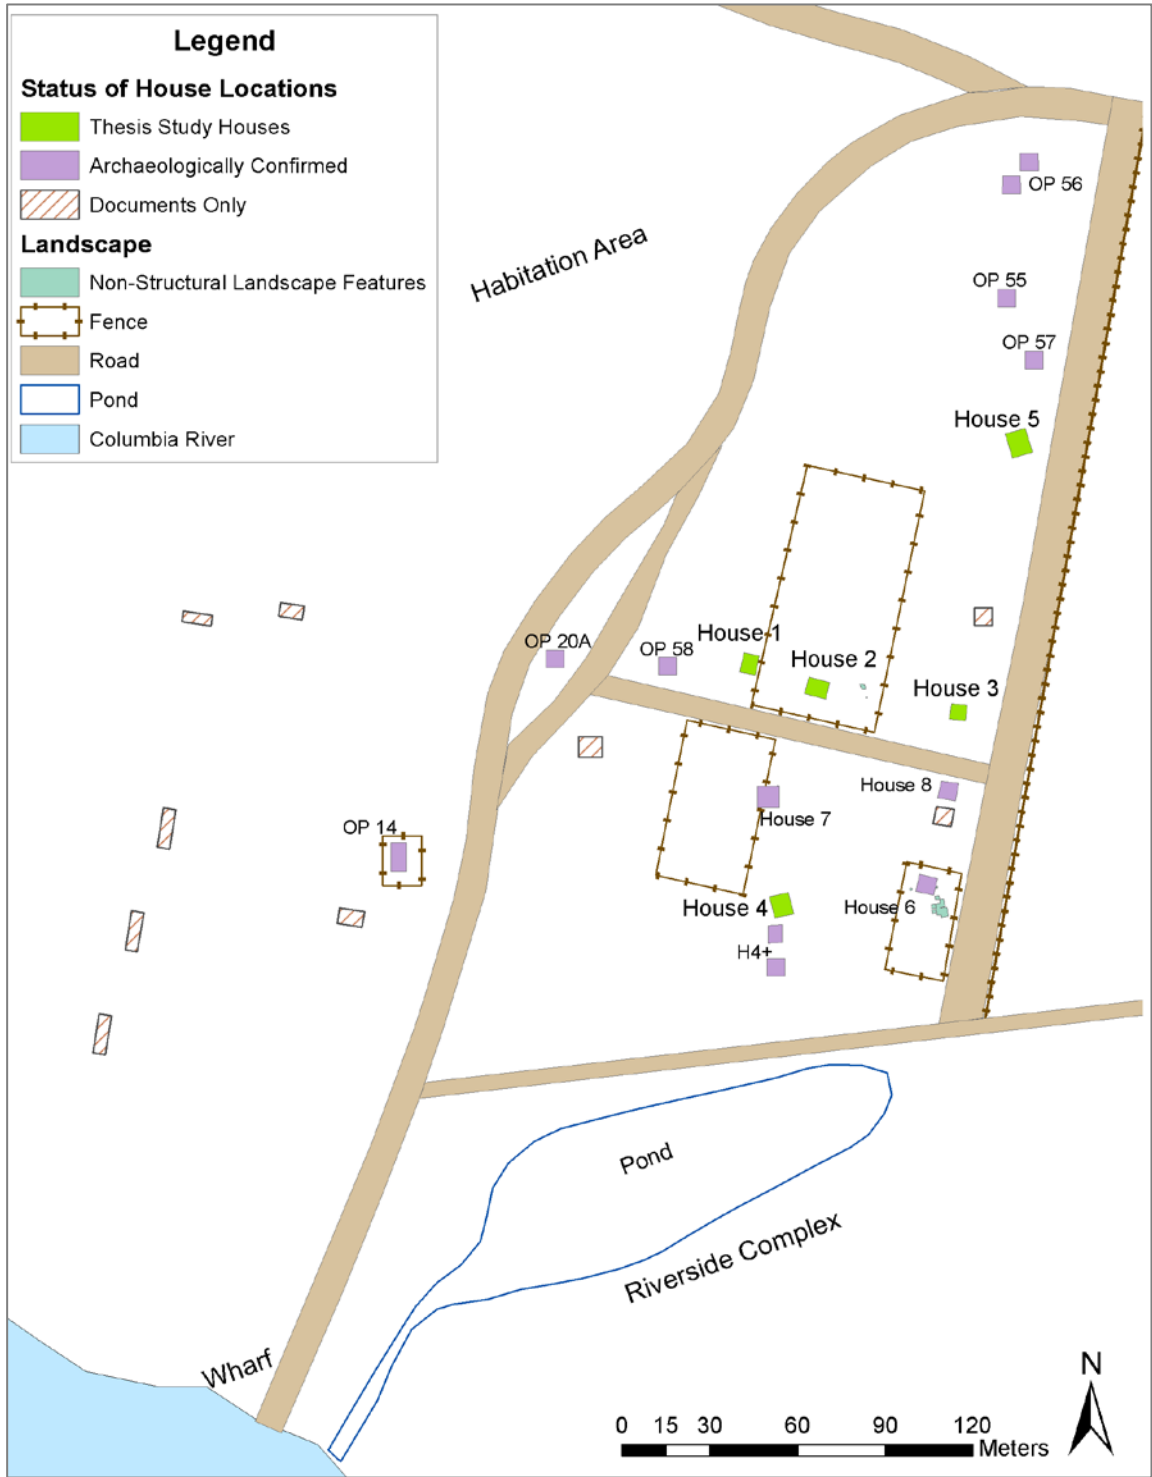 Legend
Status of House Locations
Thesis Study Houses
Archaeologically Confirmed
Documents Only
Landscape
Non-Structural Landscape Features
Fence
Road
Pond
Columbia River
OP 56
Habitation Area
OP 55
OP 57
House 5
House 1
OP 20A
OP 58
House 2
House 3
House 8
House 7
OP 14
House 4
House 6
H4+
Pond
Riverside Complex
Wharf
N
0 15 30 60 90 120
Meters